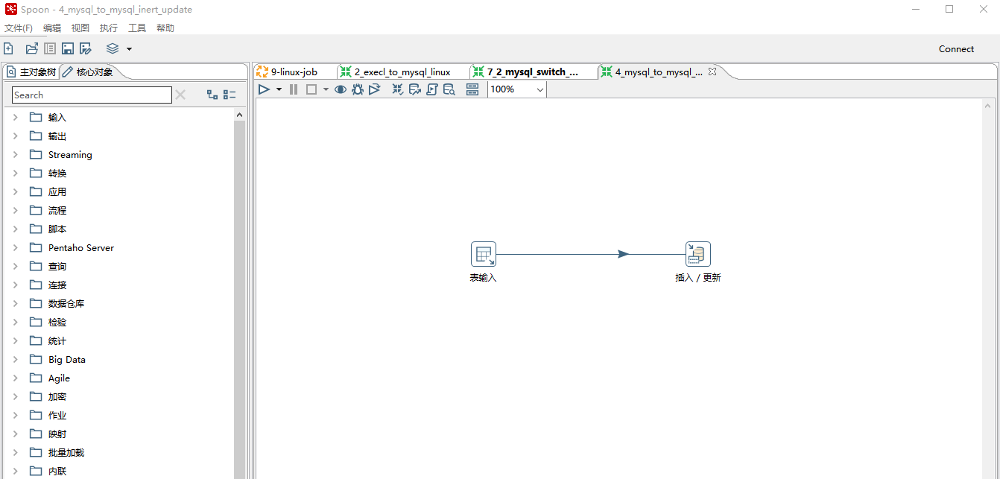 Spoon - 4_mysql_to_mysql_inert_update
文件(F) 编辑 视图 执行 工具 帮助
Connect
主对象树 核心对象
9-linux-job 2_execl_to_mysql_linux 7_2_mysql_switch_... 4_mysql_to_mysql_...
Search
100%
输入
输出
Streaming
转换
应用
流程
脚本
Pentaho Server
查询
连接
数据仓库
检验
统计
Big Data
Agile
加密
作业
映射
批量加载
内联
表输入
插入 / 更新